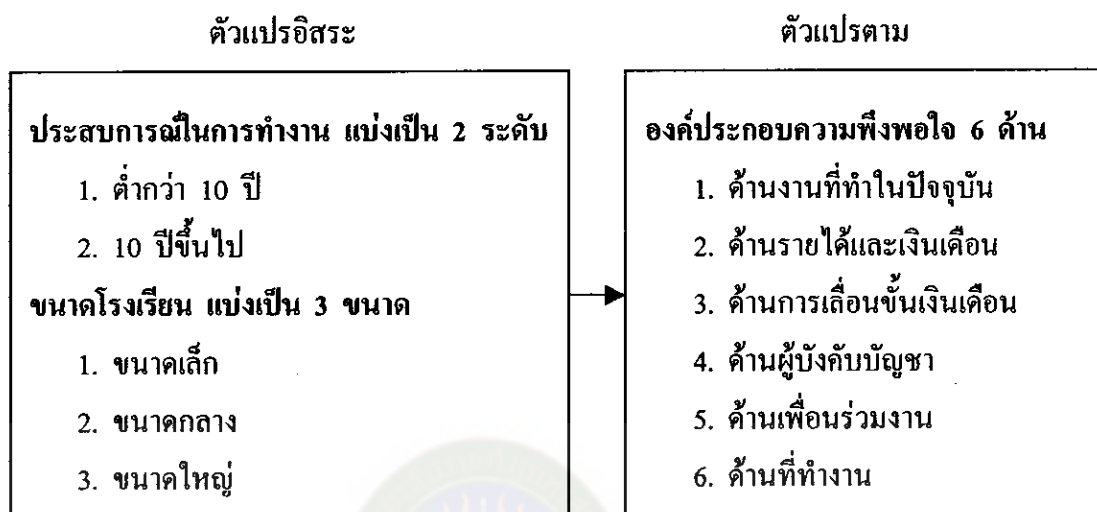 ตัวแปรอิสระ
ตัวแปรตาม
ประสบการณ์ในการทำงาน แบ่งเป็น 2 ระดับ
1. ต่ำกว่า 10 ปี
2. 10 ปีขึ้นไป
ขนาดโรงเรียน แบ่งเป็น 3 ขนาด
1. ขนาดเล็ก
2. ขนาดกลาง
3. ขนาดใหญ่
องค์ประกอบความพึงพอใจ 6 ด้าน
1. ด้านงานที่ทำในปัจจุบัน
2. ด้านรายได้และเงินเดือน
3. ด้านการเลื่อนขั้นเงินเดือน
4. ด้านผู้บังคับบัญชา
5. ด้านเพื่อนร่วมงาน
6. ด้านที่ทำงาน